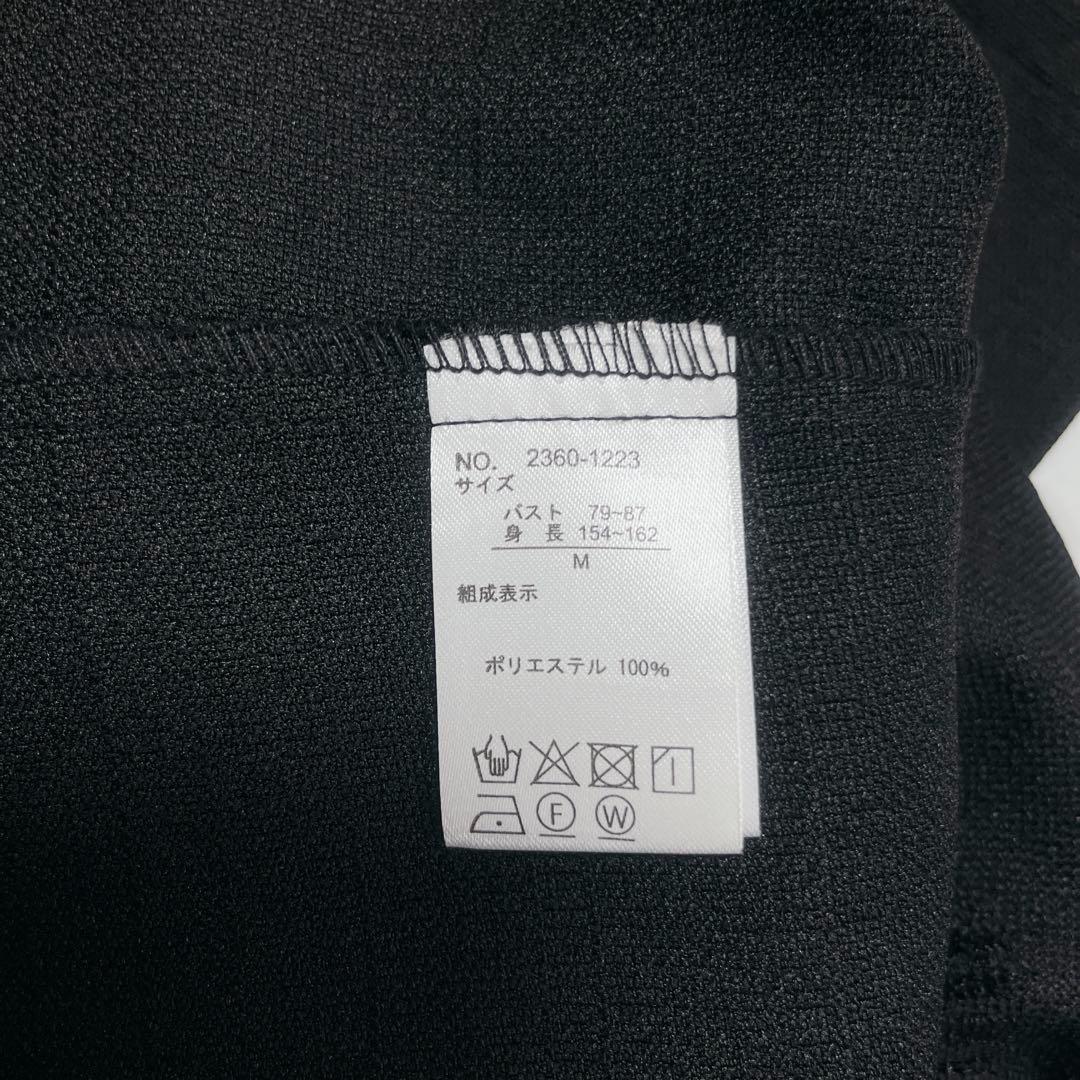 NO. 2360-1223
サイズ
バスト 79~87
身 長 154~162
M
組成表示
ポリエステル 100%
F W